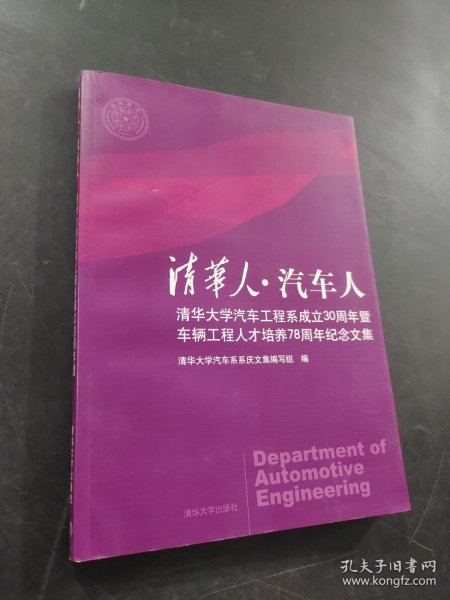 清華人·汽车人
清华大学汽车工程系成立30周年暨
车辆工程人才培养78周年纪念文集
清华大学汽车系系庆文集编写组 编
Department of
Automotive
Engineering
清华大学出版社
孔夫子旧书网
www.kongfz.com